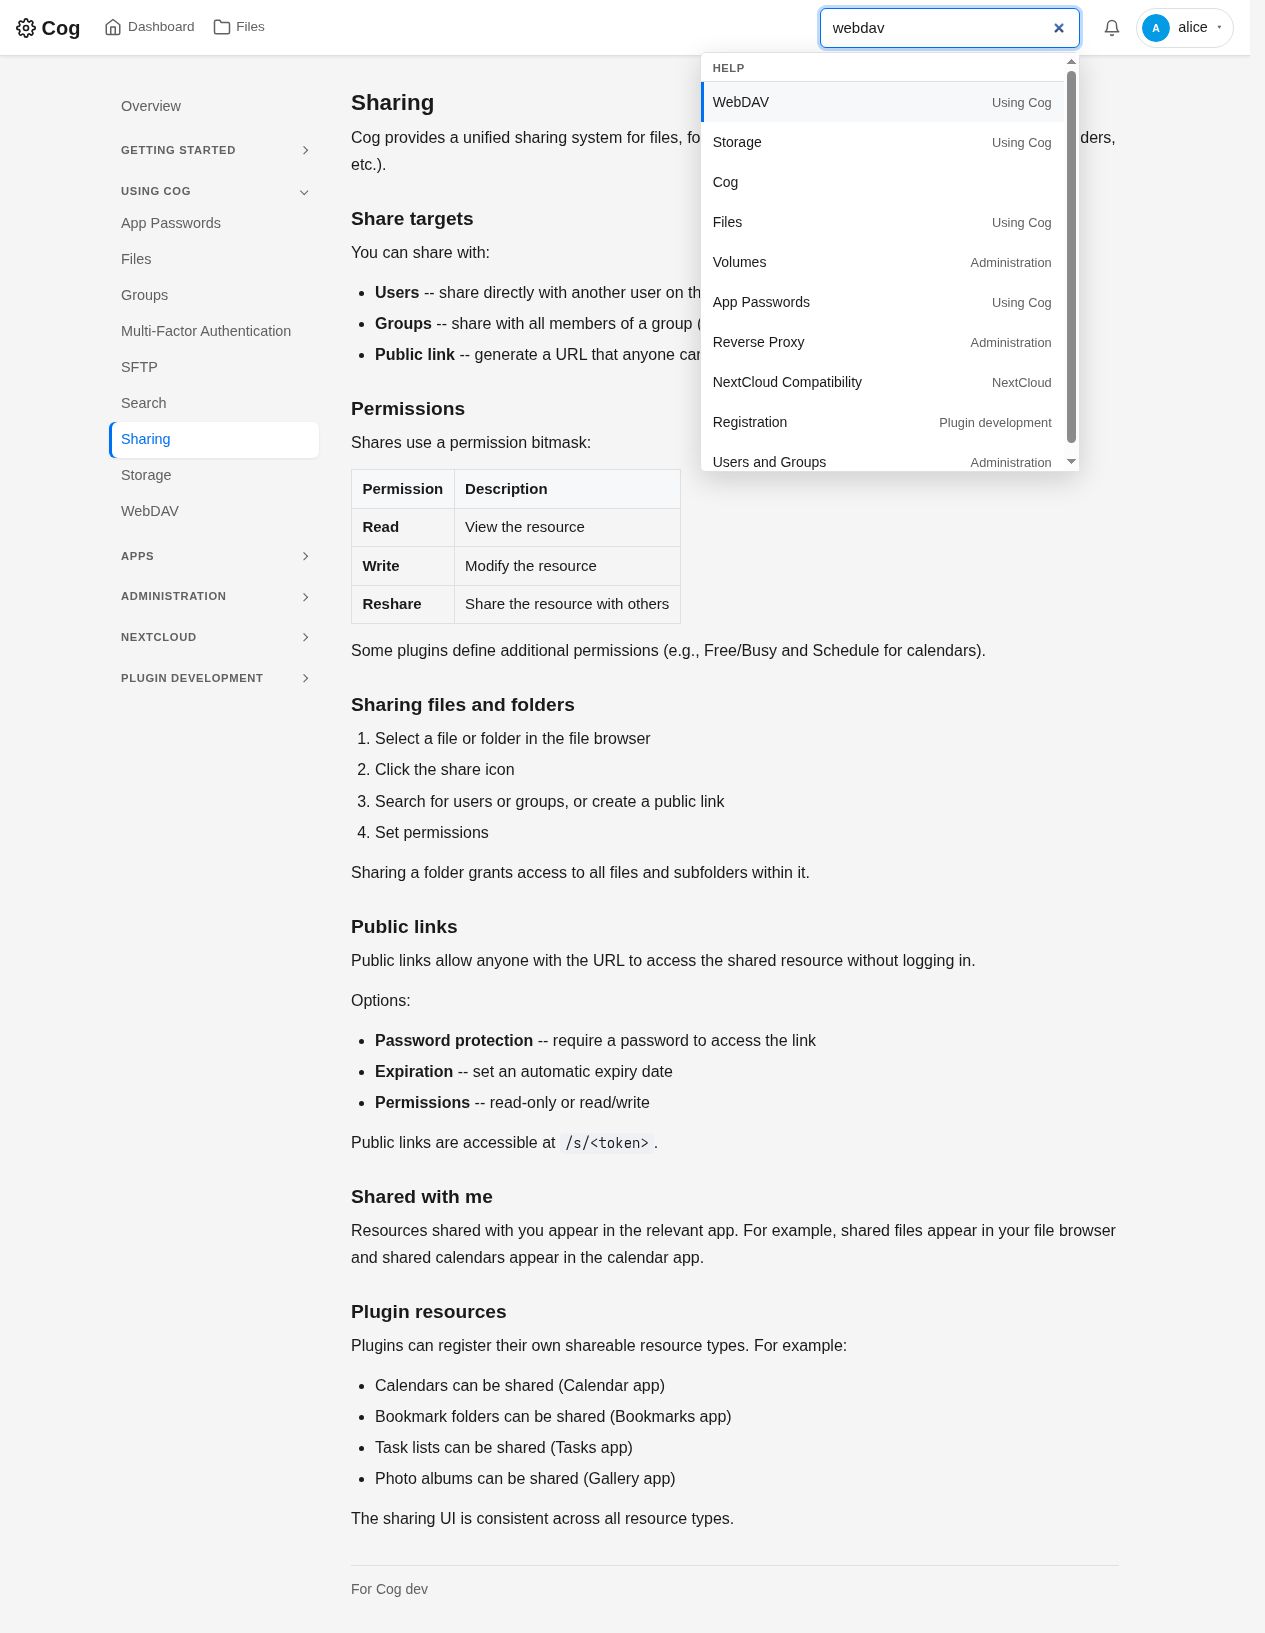 Cog Dashboard Files webdav A alice
HELP
WebDAV Using Cog
Storage Using Cog
Cog
Files Using Cog
Volumes Administration
App Passwords Using Cog
Reverse Proxy Administration
NextCloud Compatibility NextCloud
Registration Plugin development
Users and Groups Administration
Overview
GETTING STARTED
USING COG
App Passwords
Files
Groups
Multi-Factor Authentication
SFTP
Search
Sharing
Storage
WebDAV
APPS
ADMINISTRATION
NEXTCLOUD
PLUGIN DEVELOPMENT
Sharing
Cog provides a unified sharing system for files, fo ders,
etc.).
Share targets
You can share with:
• Users -- share directly with another user on th
• Groups -- share with all members of a group (
• Public link -- generate a URL that anyone can
Permissions
Shares use a permission bitmask:
Permission Description
Read View the resource
Write Modify the resource
Reshare Share the resource with others
Some plugins define additional permissions (e.g., Free/Busy and Schedule for calendars).
Sharing files and folders
1. Select a file or folder in the file browser
2. Click the share icon
3. Search for users or groups, or create a public link
4. Set permissions
Sharing a folder grants access to all files and subfolders within it.
Public links
Public links allow anyone with the URL to access the shared resource without logging in.
Options:
• Password protection -- require a password to access the link
• Expiration -- set an automatic expiry date
• Permissions -- read-only or read/write
Public links are accessible at /s/<token>.
Shared with me
Resources shared with you appear in the relevant app. For example, shared files appear in your file browser
and shared calendars appear in the calendar app.
Plugin resources
Plugins can register their own shareable resource types. For example:
• Calendars can be shared (Calendar app)
• Bookmark folders can be shared (Bookmarks app)
• Task lists can be shared (Tasks app)
• Photo albums can be shared (Gallery app)
The sharing UI is consistent across all resource types.
For Cog dev